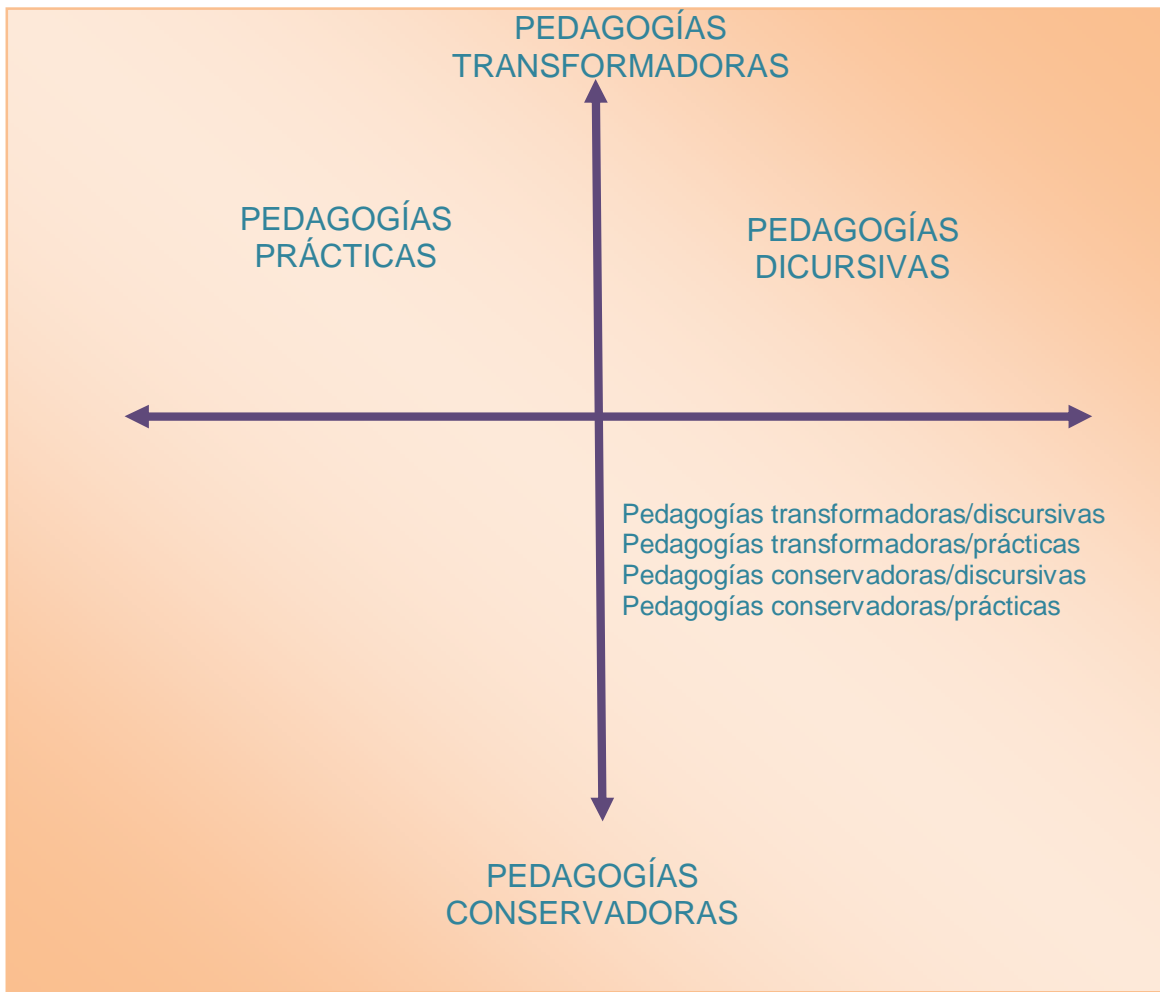 PEDAGOGÍAS
TRANSFORMADORAS
PEDAGOGÍAS
PRÁCTICAS
PEDAGOGÍAS
DICURSIVAS
Pedagogías transformadoras/discursivas
Pedagogías transformadoras/prácticas
Pedagogías conservadoras/discursivas
Pedagogías conservadoras/prácticas
PEDAGOGÍAS
CONSERVADORAS